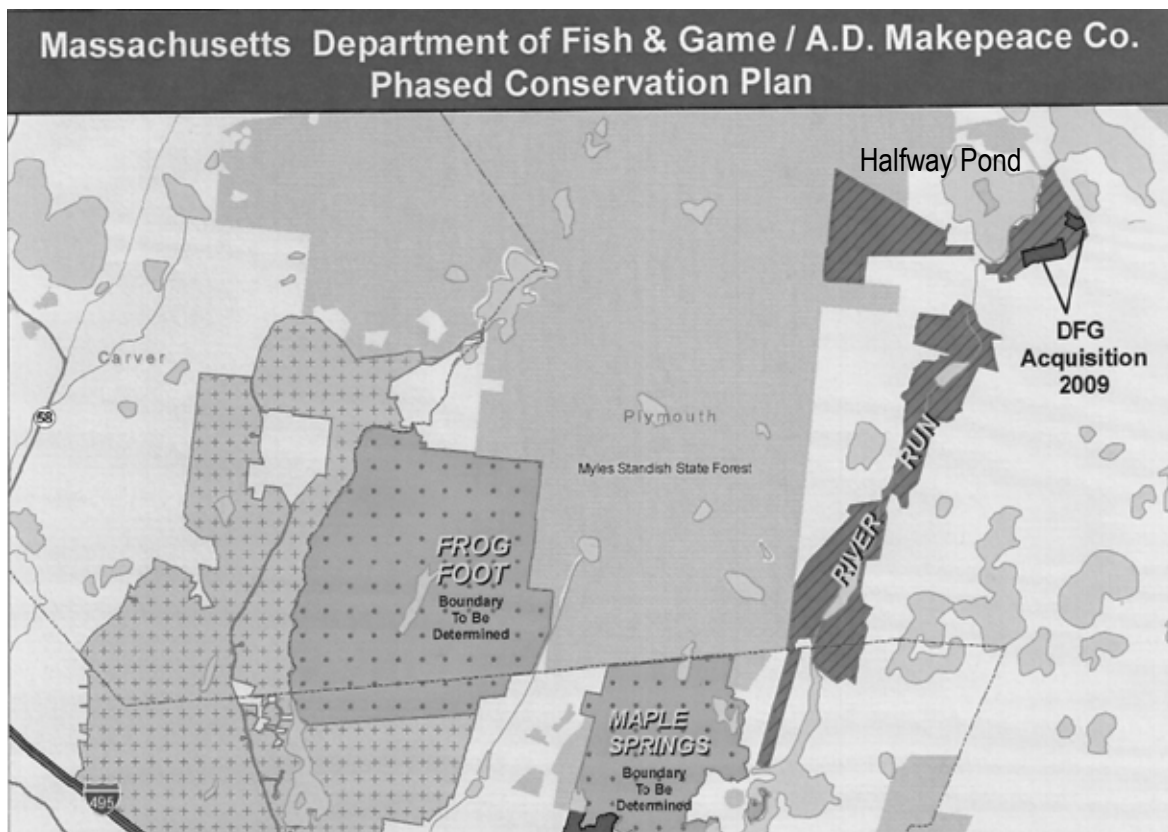 Massachusetts Department of Fish & Game / A.D. Makepeace Co.
Phased Conservation Plan
Halfway Pond
DFG
Acquisition
2009
Carver
58
Plymouth
Myles Standish State Forest
RIVER RUN
FROG
FOOT
Boundary
To Be
Determined
MAPLE
SPRINGS
Boundary
To Be
Determined
495